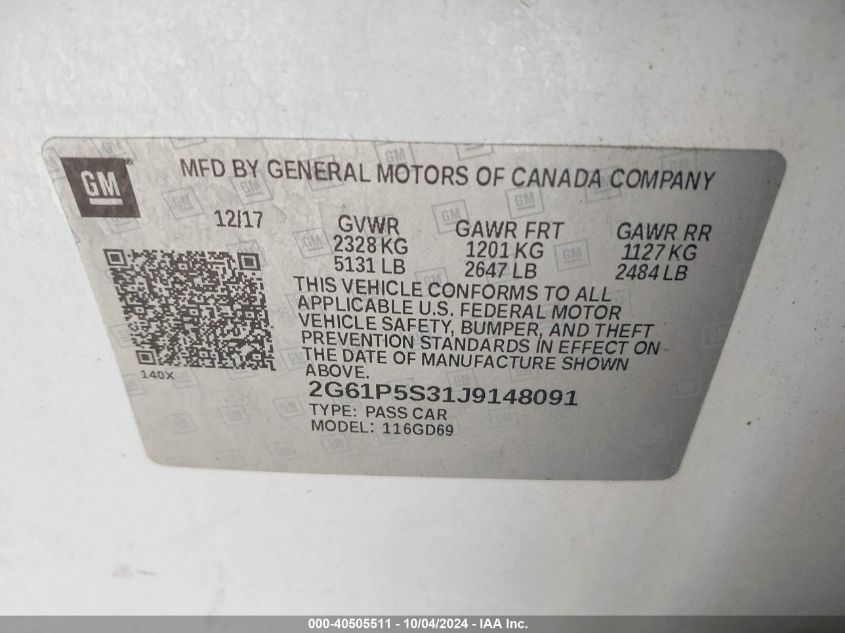 GM
MFD BY GENERAL MOTORS OF CANADA COMPANY
12/17
GVWR
2328 KG
5131 LB
GAWR FRT
1201 KG
2647 LB
GAWR RR
1127 KG
2484 LB
THIS VEHICLE CONFORMS TO ALL
APPLICABLE U.S. FEDERAL MOTOR
VEHICLE SAFETY, BUMPER, AND THEFT
PREVENTION STANDARDS IN EFFECT ON
THE DATE OF MANUFACTURE SHOWN
ABOVE.
140X
2G61P5S31J9148091
TYPE: PASS CAR
MODEL: 116GD69
000-40505511 - 10/04/2024 - IAA Inc.